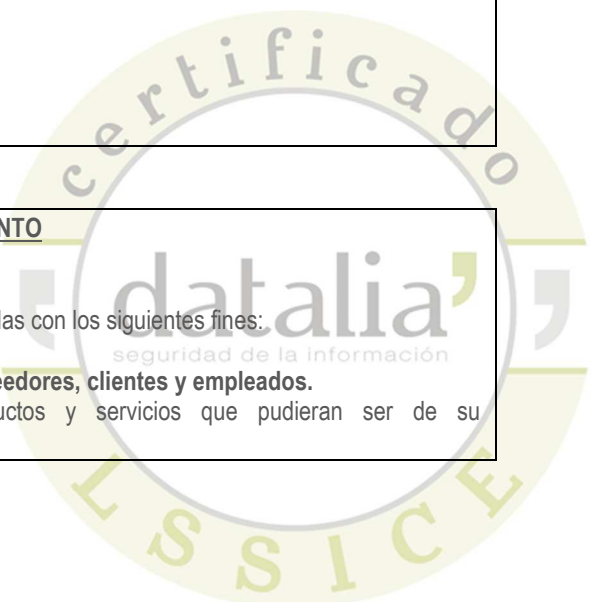 certificado
NTO
datalia
las con los siguientes fines:
seguridad de la información
eedores, clientes y empleados.
uctos y servicios que pudieran ser de su
LSSICE